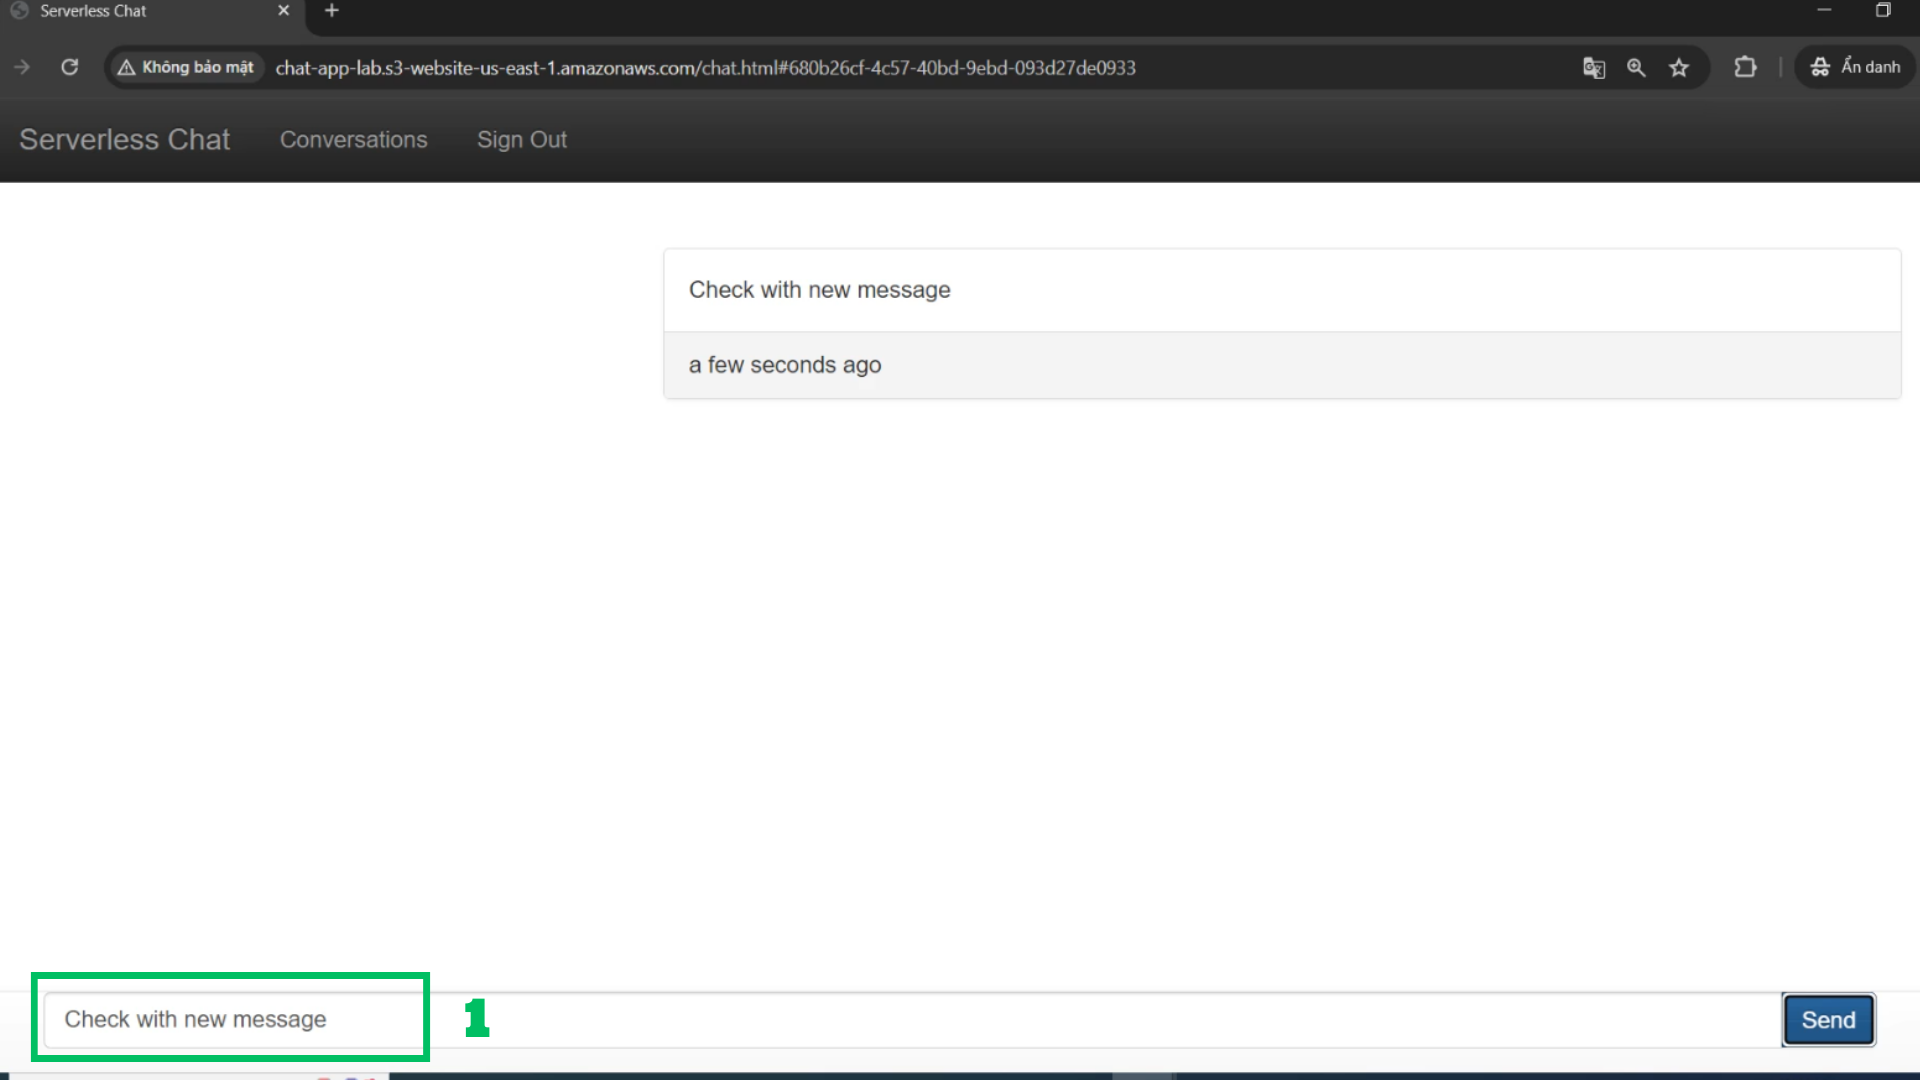 Serverless Chat
Không bảo mật chat-app-lab.s3-website-us-east-1.amazonaws.com/chat.html#680b26cf-4c57-40bd-9ebd-093d27de0933 Ẩn danh
Serverless Chat Conversations Sign Out
Check with new message
a few seconds ago
Check with new message 1 Send